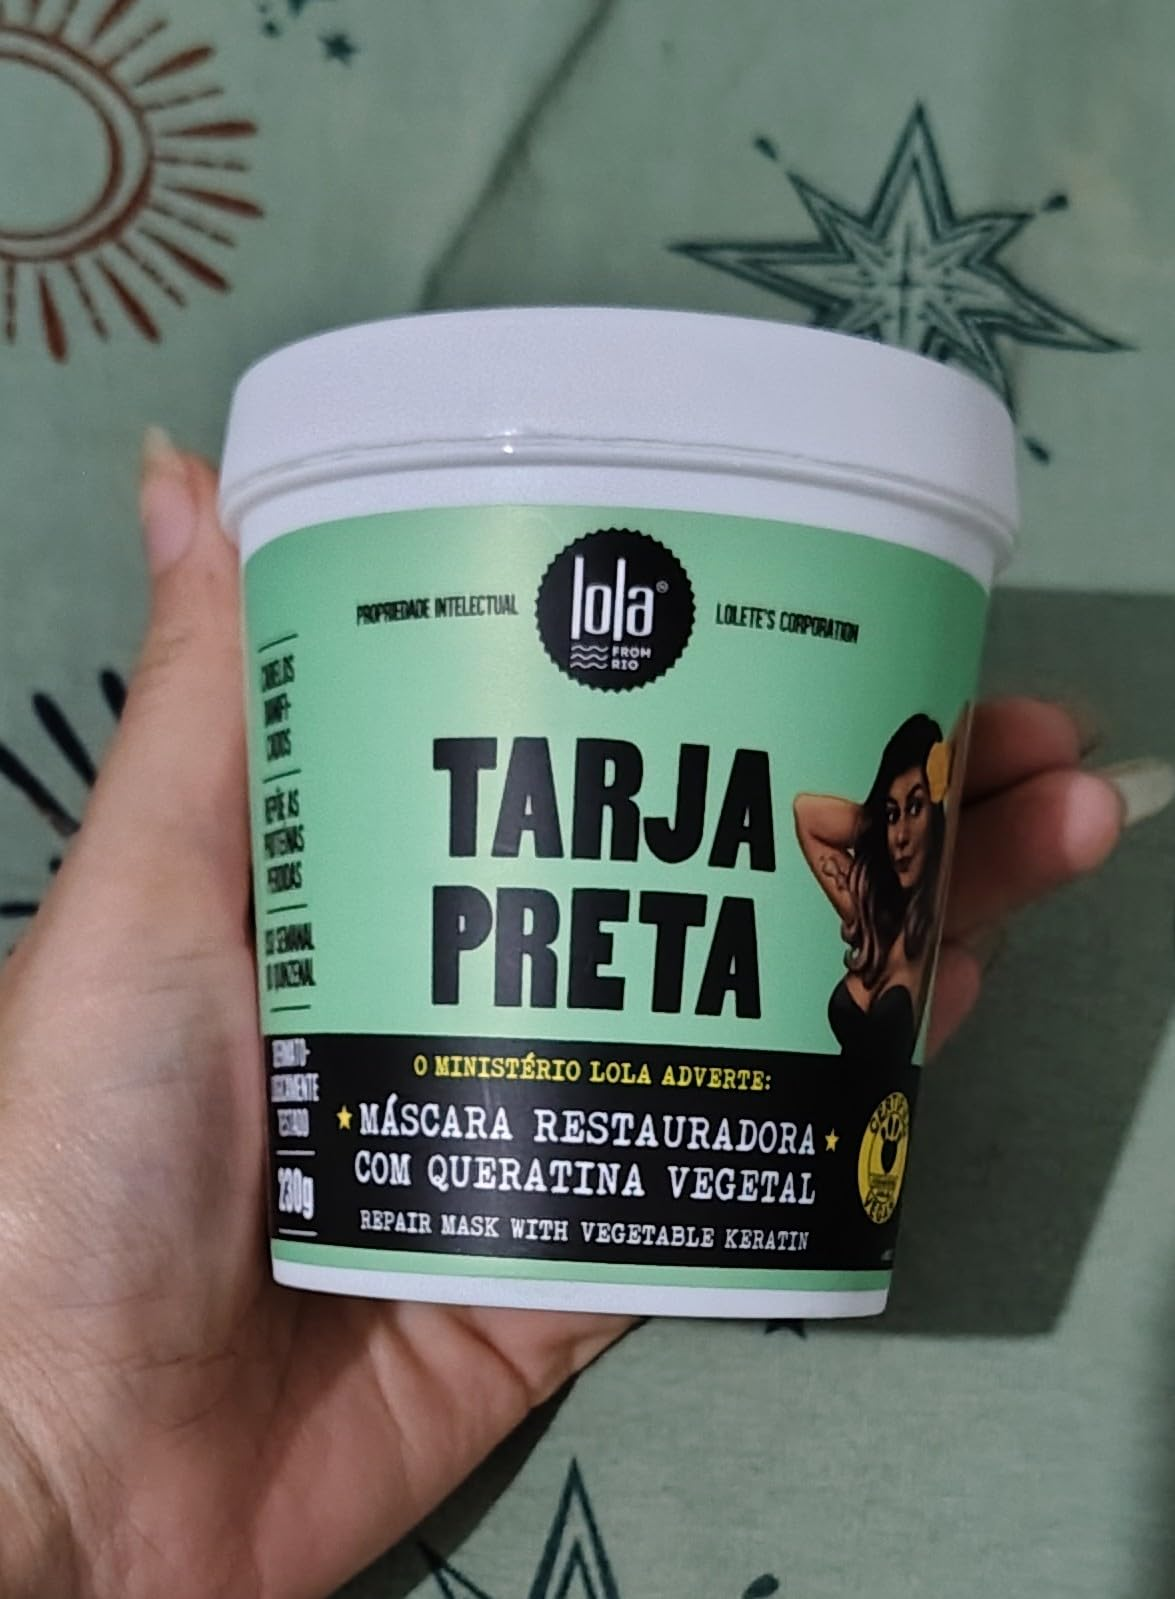 lola®
FROM
RIO
PROPRIEDADE INTELECTUAL
LOLETE'S CORPORATION
CABELOS
DANIFI-
CADOS
REPÕE AS
PROTEÍNAS
PERDIDAS
USO SEMANAL
OU QUINZENAL
TARJA
PRETA
O MINISTÉRIO LOLA ADVERTE:
MÁSCARA RESTAURADORA
COM QUERATINA VEGETAL
REPAIR MASK WITH VEGETABLE KERATIN
DERMATO-
LOGICAMENTE
TESTADO
230g